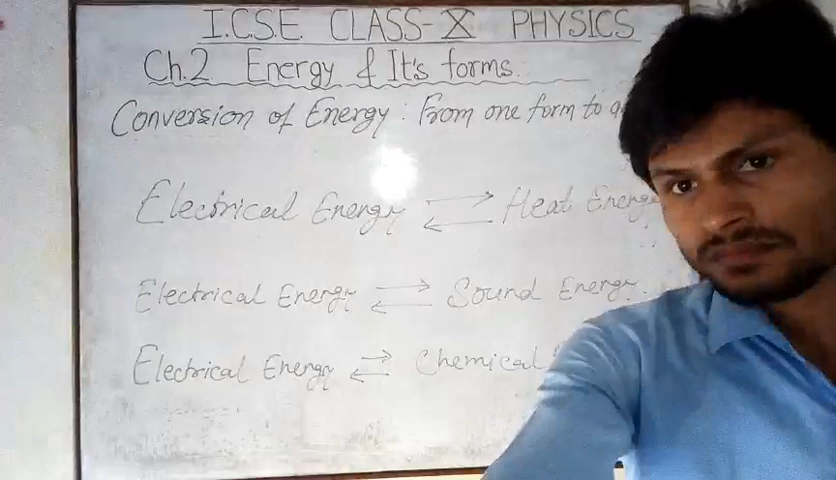 I.C.S.E. CLASS-X PHYSICS
Ch.2 Energy & It's forms.
Conversion of Energy : From one form to
Electrical Energy ⇄ Heat Energy
Electrical Energy ⇄ Sound Energy.
Electrical Energy ⇄ Chemical